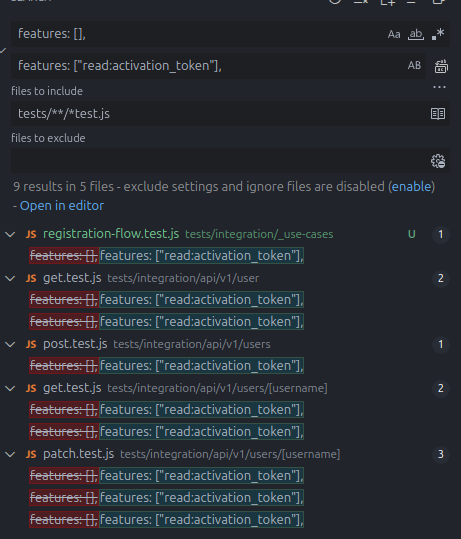 features: [],
Aa ab .*
features: ["read:activation_token"],
AB
files to include
...
tests/**/*test.js
files to exclude
9 results in 5 files - exclude settings and ignore files are disabled (enable)
- Open in editor
JS registration-flow.test.js tests/integration/_use-cases U 1
features: [],features: ["read:activation_token"],
JS get.test.js tests/integration/api/v1/user 2
features: [],features: ["read:activation_token"],
features: [],features: ["read:activation_token"],
JS post.test.js tests/integration/api/v1/users 1
features: [],features: ["read:activation_token"],
JS get.test.js tests/integration/api/v1/users/[username] 2
features: [],features: ["read:activation_token"],
features: [],features: ["read:activation_token"],
JS patch.test.js tests/integration/api/v1/users/[username] 3
features: [],features: ["read:activation_token"],
features: [],features: ["read:activation_token"],
features: [],features: ["read:activation_token"],